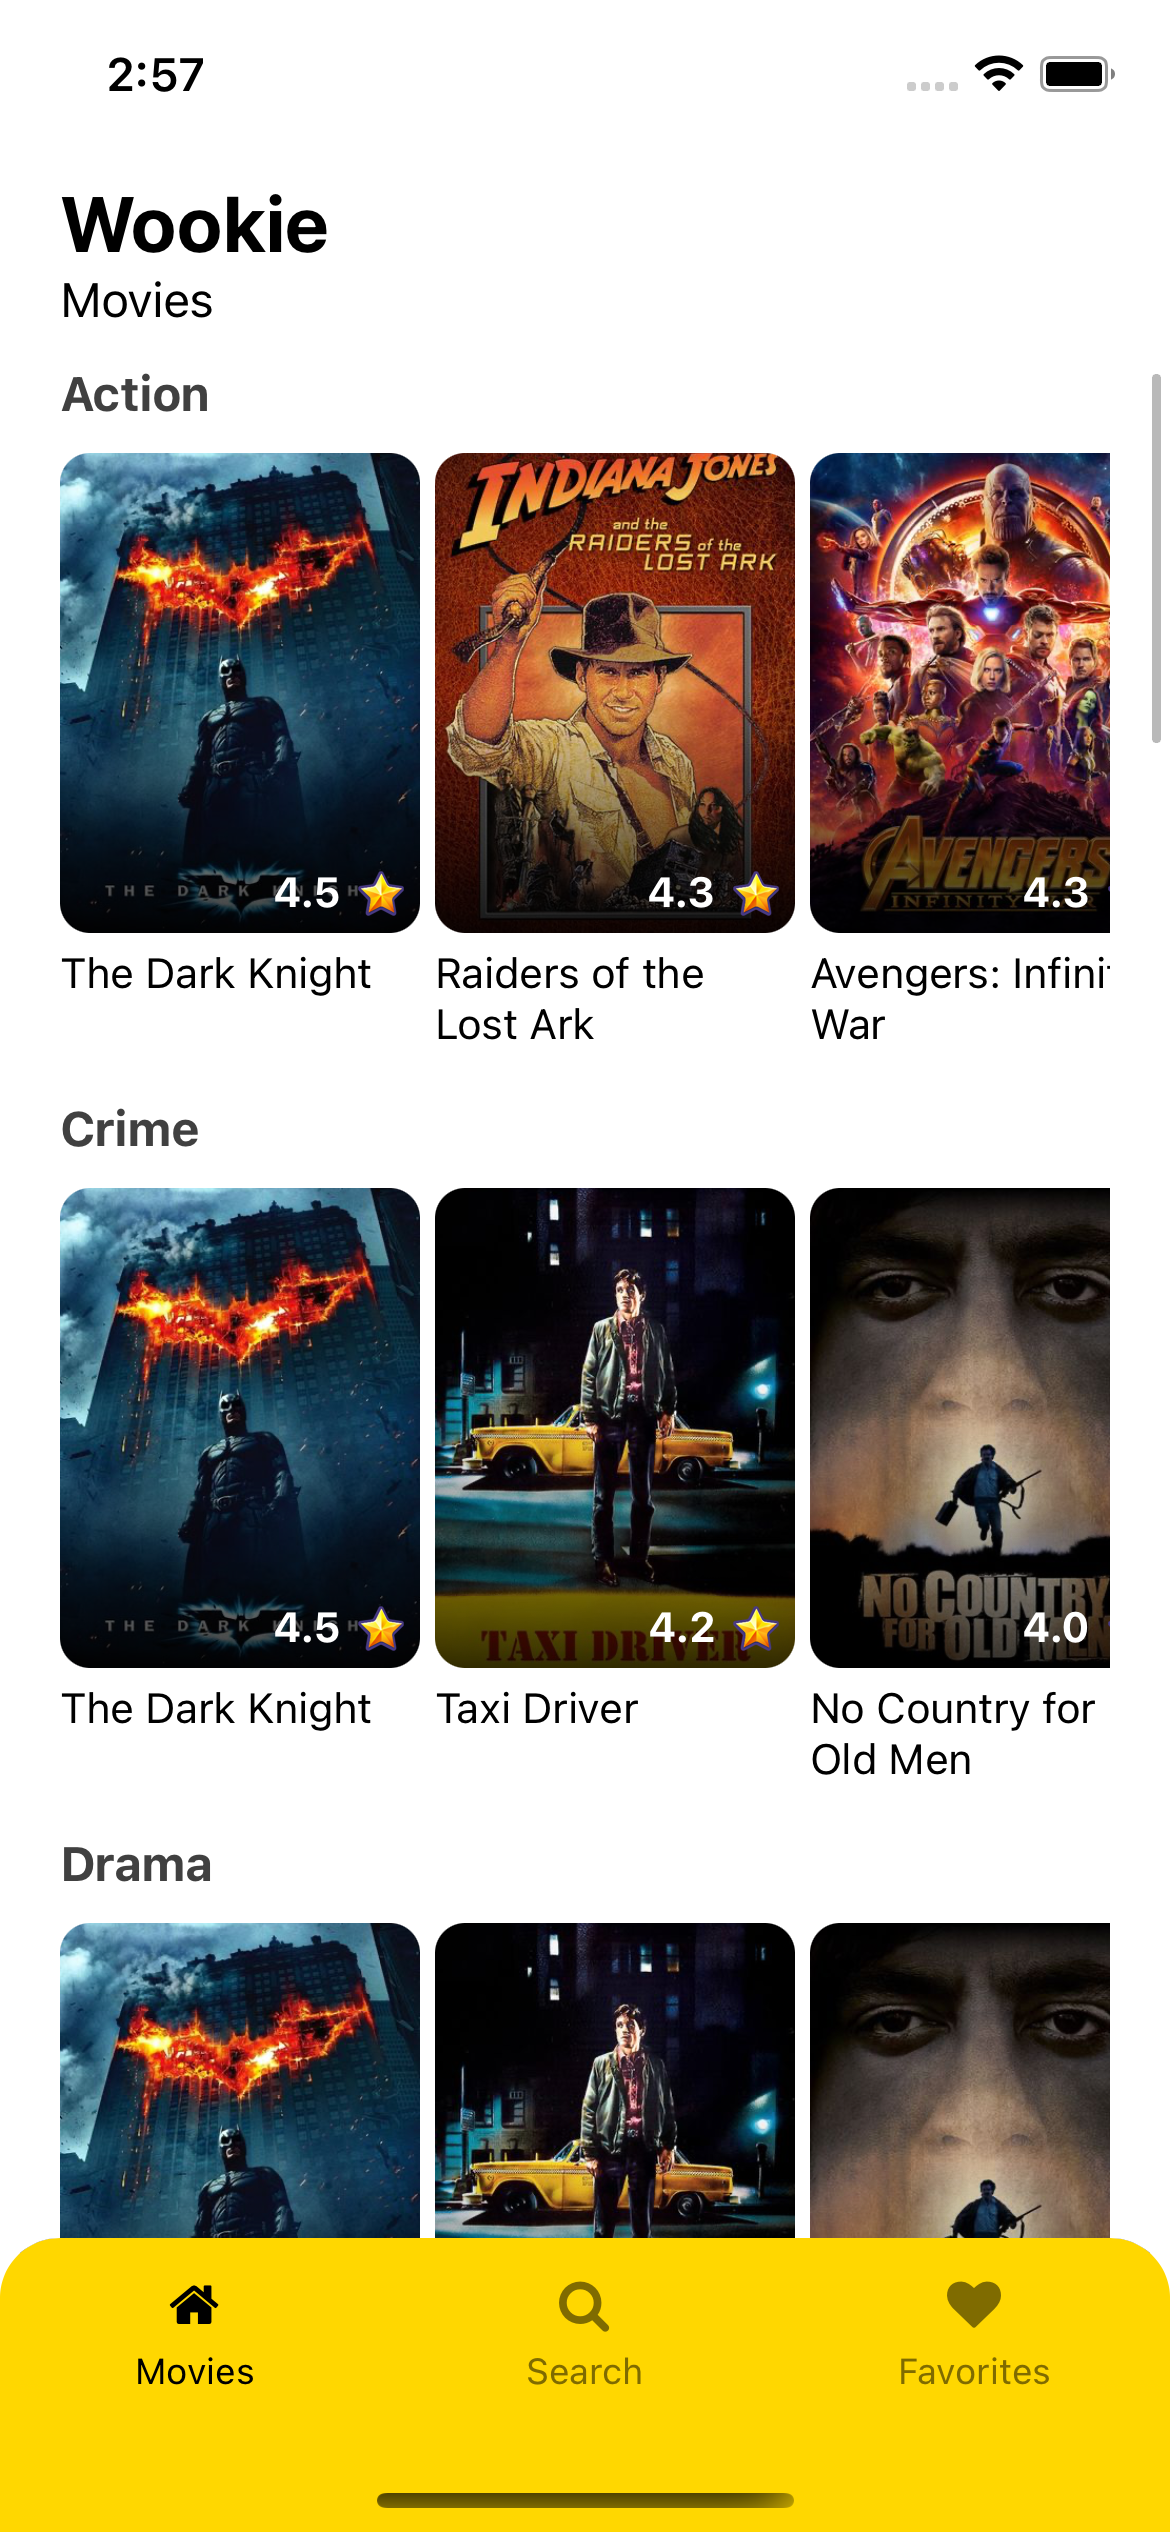 2:57
Wookie
Movies
Action
INDIANA JONES
and the
RAIDERS of the
LOST ARK
AVENGERS
INFINITY
THE DARK
4.5
4.3
4.3
The Dark Knight
Raiders of the
Lost Ark
Avengers: Infini
War
Crime
NO COUNTRY
FOR OLD MEN
THE DARK
4.5
TAXI DRIVER
4.2
4.0
The Dark Knight
Taxi Driver
No Country for
Old Men
Drama
Movies
Search
Favorites